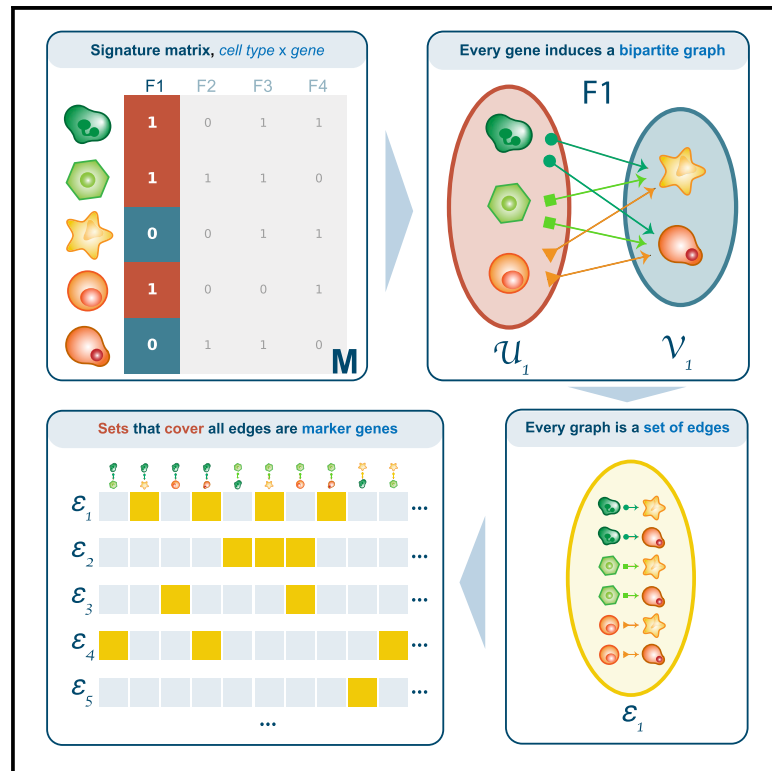 Signature matrix, cell type x gene
F1 F2 F3 F4
1 0 1 1
1 1 1 0
0 0 1 1
1 0 0 1
0 1 1 0
M
Every gene induces a bipartite graph
F1
𝒰1 𝒱1
Every graph is a set of edges
ℰ1
Sets that cover all edges are marker genes
ℰ1 ...
ℰ2 ...
ℰ3 ...
ℰ4 ...
ℰ5 ...
...